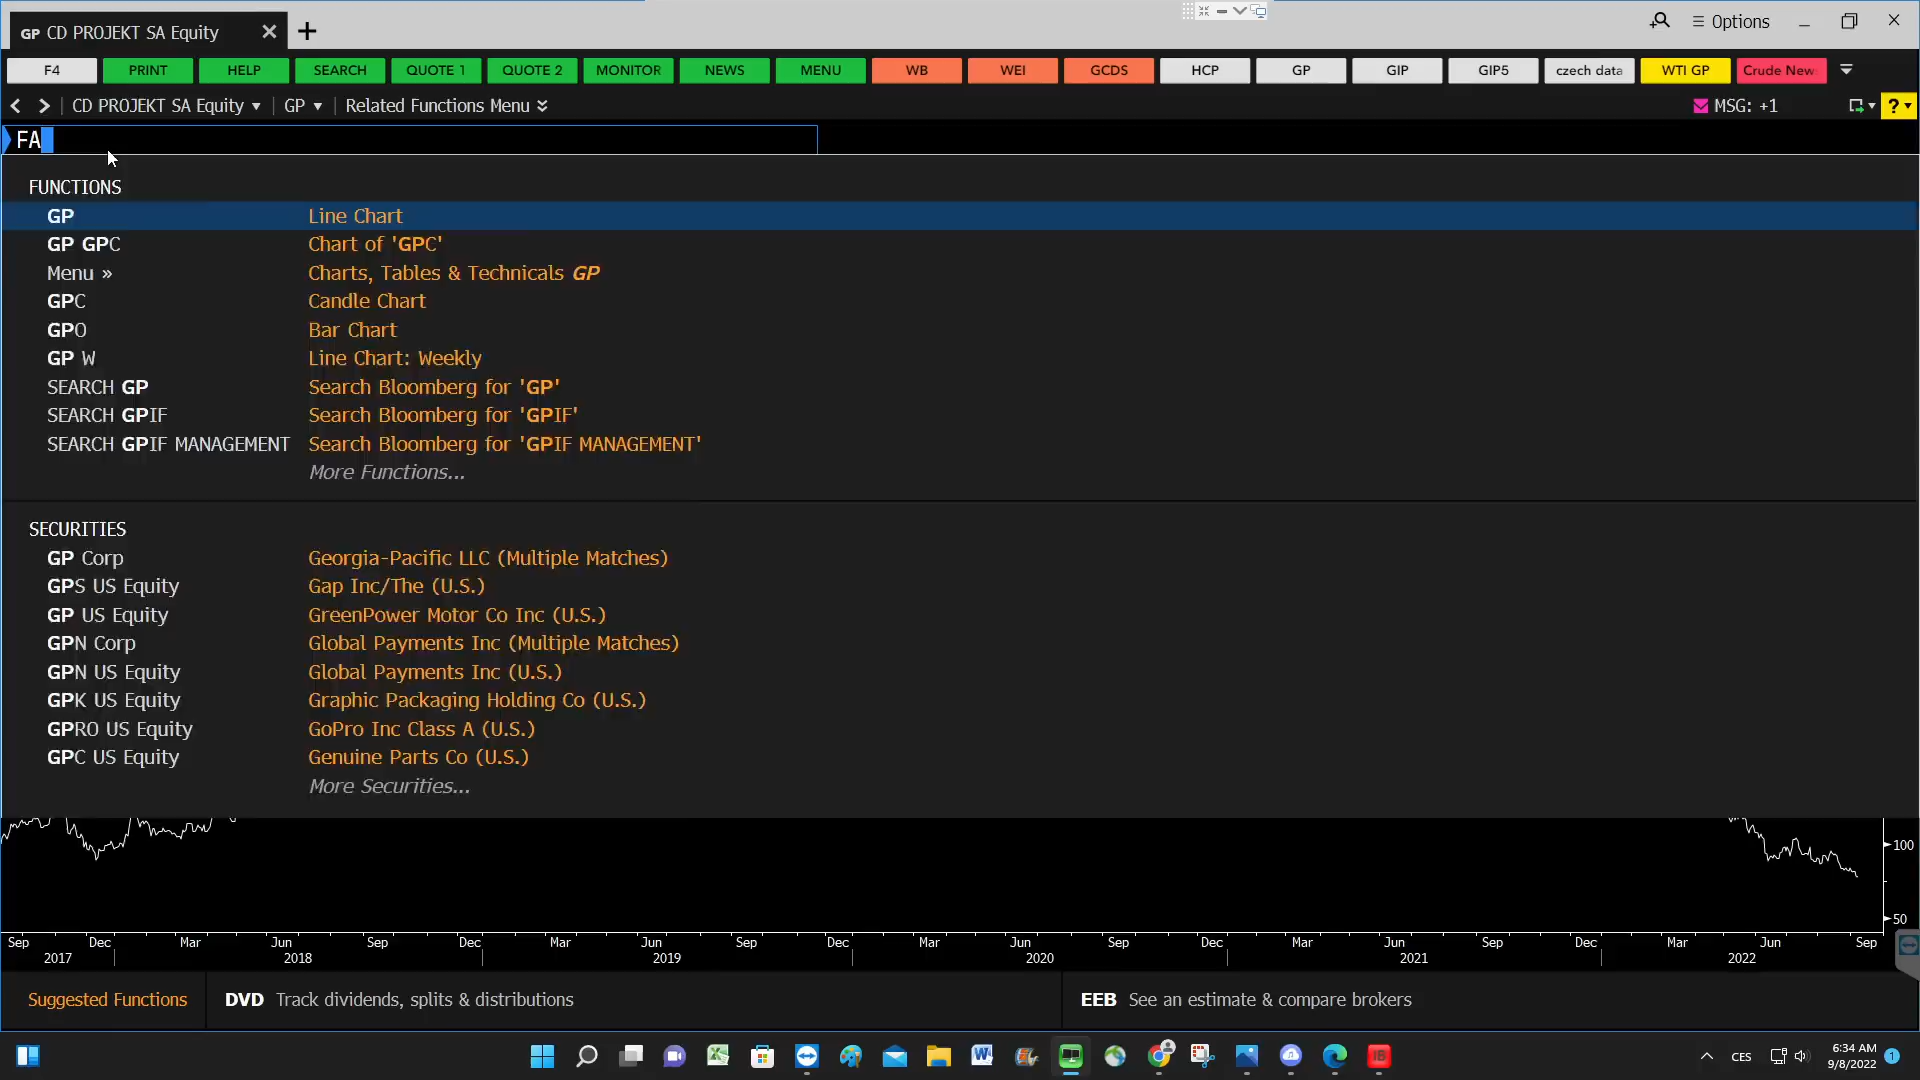 GP CD PROJEKT SA Equity
Options
F4 PRINT HELP SEARCH QUOTE 1 QUOTE 2 MONITOR NEWS MENU WB WEI GCDS HCP GP GIP GIP5 czech data WTI GP Crude New
CD PROJEKT SA Equity GP Related Functions Menu MSG: +1 ?
FA
FUNCTIONS
GP Line Chart
GP GPC Chart of 'GPC'
Menu » Charts, Tables & Technicals GP
GPC Candle Chart
GPO Bar Chart
GP W Line Chart: Weekly
SEARCH GP Search Bloomberg for 'GP'
SEARCH GPIF Search Bloomberg for 'GPIF'
SEARCH GPIF MANAGEMENT Search Bloomberg for 'GPIF MANAGEMENT'
More Functions...
SECURITIES
GP Corp Georgia-Pacific LLC (Multiple Matches)
GPS US Equity Gap Inc/The (U.S.)
GP US Equity GreenPower Motor Co Inc (U.S.)
GPN Corp Global Payments Inc (Multiple Matches)
GPN US Equity Global Payments Inc (U.S.)
GPK US Equity Graphic Packaging Holding Co (U.S.)
GPRO US Equity GoPro Inc Class A (U.S.)
GPC US Equity Genuine Parts Co (U.S.)
More Securities...
100
50
Sep Dec Mar Jun Sep Dec Mar Jun Sep Dec Mar Jun Sep Dec Mar Jun Sep Dec Mar Jun Sep
2017 2018 2019 2020 2021 2022
Suggested Functions DVD Track dividends, splits & distributions EEB See an estimate & compare brokers
CES 6:34 AM
9/8/2022 1